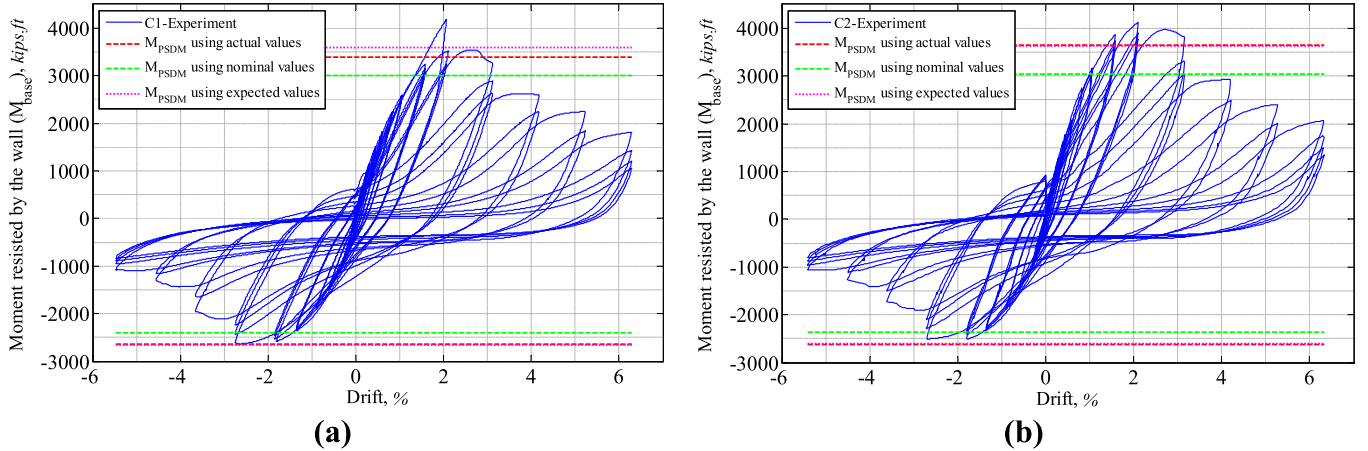 Moment resisted by the wall (M_base), kips.ft
4000
3000
2000
1000
0
-1000
-2000
-3000
C1-Experiment
M_PSDM using actual values
M_PSDM using nominal values
M_PSDM using expected values
-6 -4 -2 0 2 4 6
Drift, %
(a)
Moment resisted by the wall (M_base), kips.ft
4000
3000
2000
1000
0
-1000
-2000
-3000
C2-Experiment
M_PSDM using actual values
M_PSDM using nominal values
M_PSDM using expected values
-6 -4 -2 0 2 4 6
Drift, %
(b)